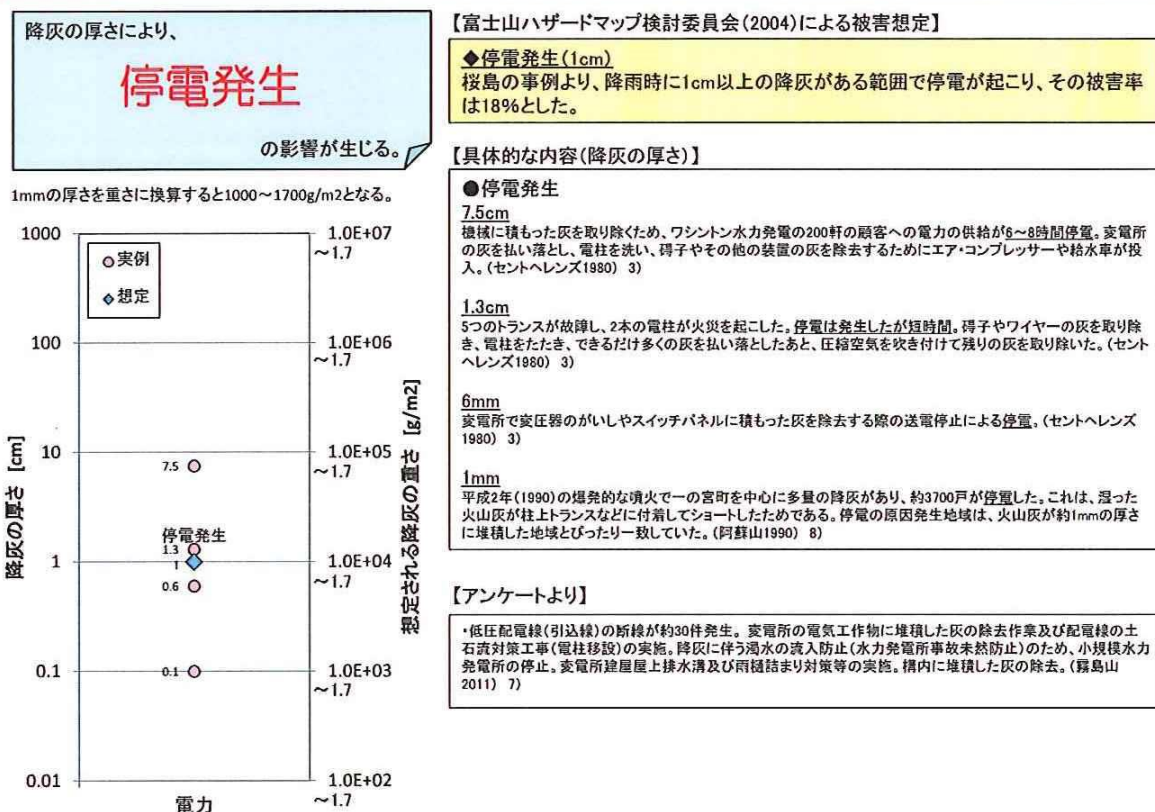 降灰の厚さにより、
停電発生
の影響が生じる。
1mmの厚さを重さに換算すると1000～1700g/m2となる。
○実例
◆想定
降灰の厚さ [cm]
1000
100
10
1
0.1
0.01
7.5
停電発生
1.3
1
0.6
0.1
電力
1.0E+07
～1.7
1.0E+06
～1.7
1.0E+05
～1.7
1.0E+04
～1.7
1.0E+03
～1.7
1.0E+02
～1.7
想定される降灰の重さ [g/m2]
【富士山ハザードマップ検討委員会(2004)による被害想定】
◆停電発生(1cm)
桜島の事例より、降雨時に1cm以上の降灰がある範囲で停電が起こり、その被害率
は18%とした。
【具体的な内容(降灰の厚さ)】
●停電発生
7.5cm
機械に積もった灰を取り除くため、ワシントン水力発電の200軒の顧客への電力の供給が6～8時間停電。変電所
の灰を払い落とし、電柱を洗い、碍子やその他の装置の灰を除去するためにエア・コンプレッサーや給水車が投
入。(セントヘレンズ1980) 3)
1.3cm
5つのトランスが故障し、2本の電柱が火災を起こした。停電は発生したが短時間。碍子やワイヤーの灰を取り除
き、電柱をたたき、できるだけ多くの灰を払い落としたあと、圧縮空気を吹き付けて残りの灰を取り除いた。(セント
ヘレンズ1980) 3)
6mm
変電所で変圧器のがいしやスイッチパネルに積もった灰を除去する際の送電停止による停電。(セントヘレンズ
1980) 3)
1mm
平成2年(1990)の爆発的な噴火で一の宮町を中心に多量の降灰があり、約3700戸が停電した。これは、湿った
火山灰が柱上トランスなどに付着してショートしたためである。停電の原因発生地域は、火山灰が約1mmの厚さ
に堆積した地域とぴったり一致していた。(阿蘇山1990) 8)
【アンケートより】
・低圧配電線(引込線)の断線が約30件発生。変電所の電気工作物に堆積した灰の除去作業及び配電線の土
石流対策工事(電柱移設)の実施。降灰に伴う濁水の流入防止(水力発電所事故未然防止)のため、小規模水力
発電所の停止。変電所建屋屋上排水溝及び雨樋詰まり対策等の実施。構内に堆積した灰の除去。(霧島山
2011) 7)